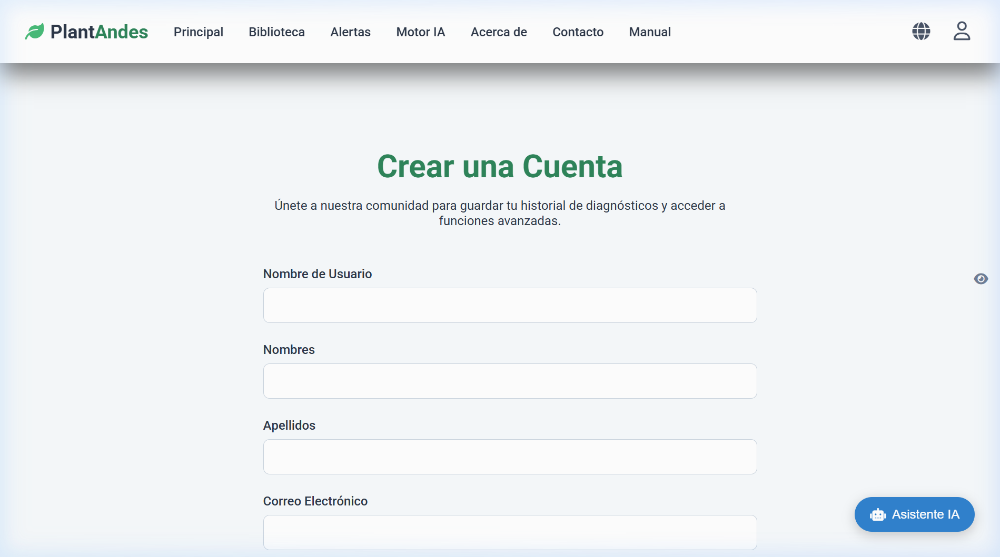 PlantAndes Principal Biblioteca Alertas Motor IA Acerca de Contacto Manual
Crear una Cuenta
Únete a nuestra comunidad para guardar tu historial de diagnósticos y acceder a
funciones avanzadas.
Nombre de Usuario
Nombres
Apellidos
Correo Electrónico
Asistente IA